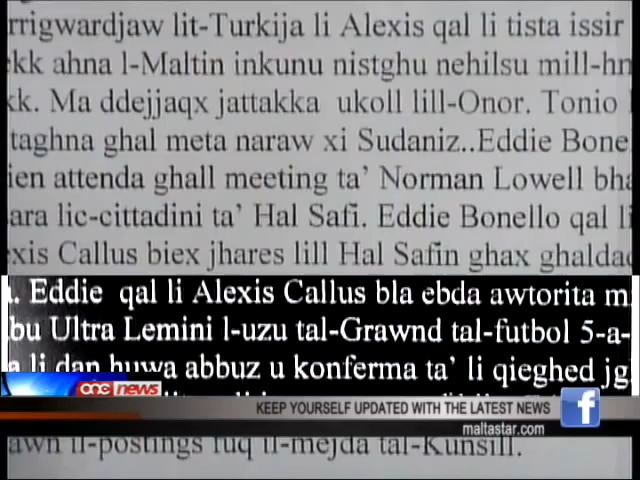 rrigwardjaw lit-Turkija li Alexis qal li tista issir
ekk ahna l-Maltin inkunu nistghu nehilsu mill-hn
kk. Ma ddejjaqx jattakka ukoll lill-Onor. Tonio
taghna ghal meta naraw xi Sudaniz..Eddie Bone
ien attenda ghall meeting ta' Norman Lowell bha
ara lic-cittadini ta' Hal Safi. Eddie Bonello qal li
xis Callus biex jhares lill Hal Safin ghax ghaldaq
. Eddie qal li Alexis Callus bla ebda awtorita m
bu Ultra Lemini l-uzu tal-Grawnd tal-futbol 5-a-
a li dan huwa abbuz u konferma ta' li qieghed jg
one news
KEEP YOURSELF UPDATED WITH THE LATEST NEWS
f
maltastar.com
awn il-postings fuq il-mejda tal-Kunsill.